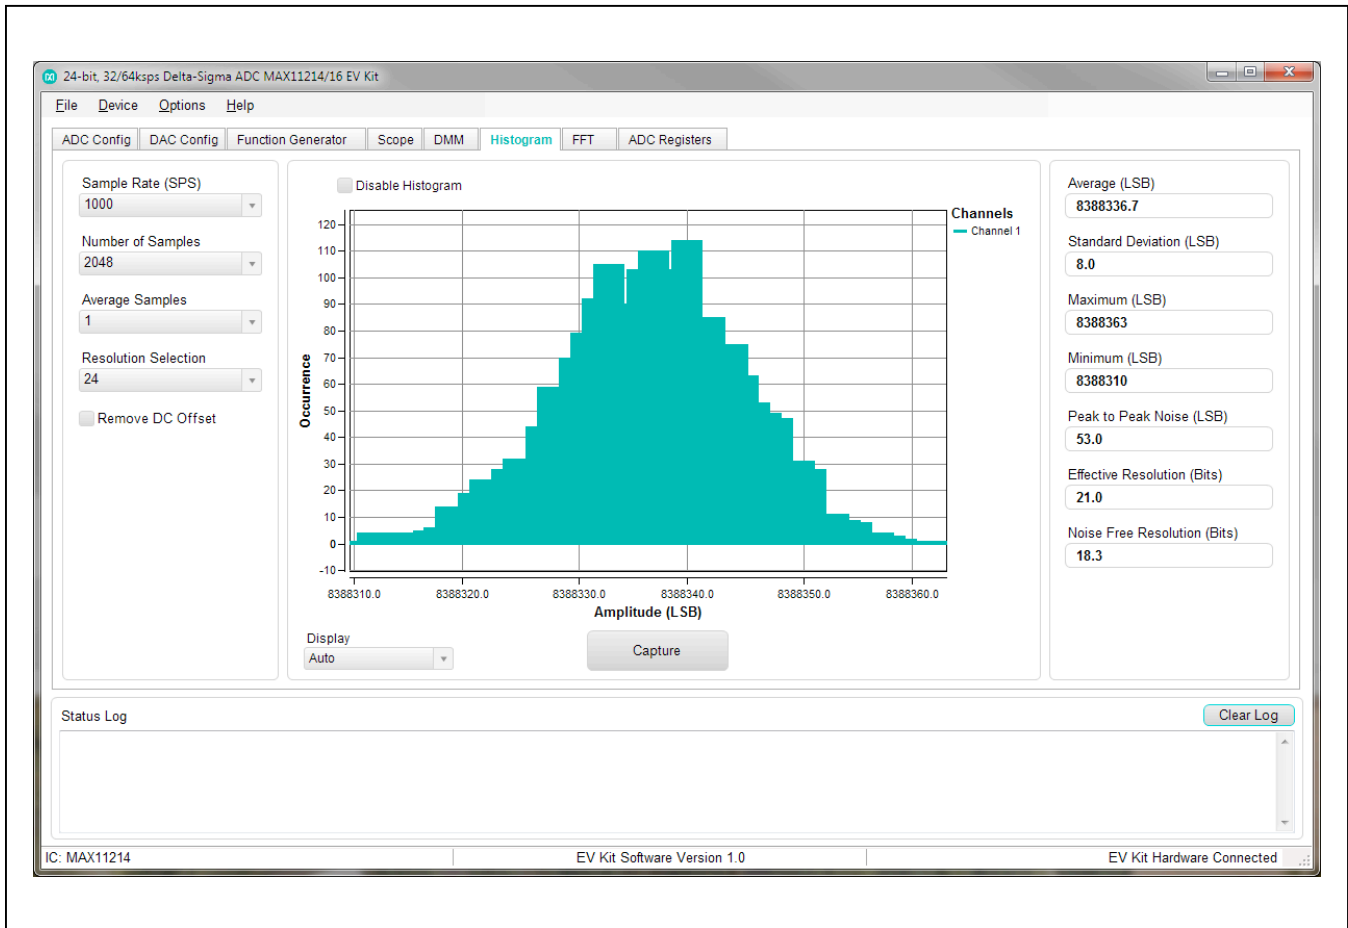 24-bit, 32/64ksps Delta-Sigma ADC MAX11214/16 EV Kit
File Device Options Help
ADC Config DAC Config Function Generator Scope DMM Histogram FFT ADC Registers
Sample Rate (SPS)
1000
Number of Samples
2048
Average Samples
1
Resolution Selection
24
Remove DC Offset
Disable Histogram
Channels
Channel 1
120
110
100
90
80
70
60
50
40
30
20
10
0
-10
Occurrence
8388310.0 8388320.0 8388330.0 8388340.0 8388350.0 8388360.0
Amplitude (LSB)
Display
Auto
Capture
Average (LSB)
8388336.7
Standard Deviation (LSB)
8.0
Maximum (LSB)
8388363
Minimum (LSB)
8388310
Peak to Peak Noise (LSB)
53.0
Effective Resolution (Bits)
21.0
Noise Free Resolution (Bits)
18.3
Status Log
Clear Log
IC: MAX11214 EV Kit Software Version 1.0 EV Kit Hardware Connected